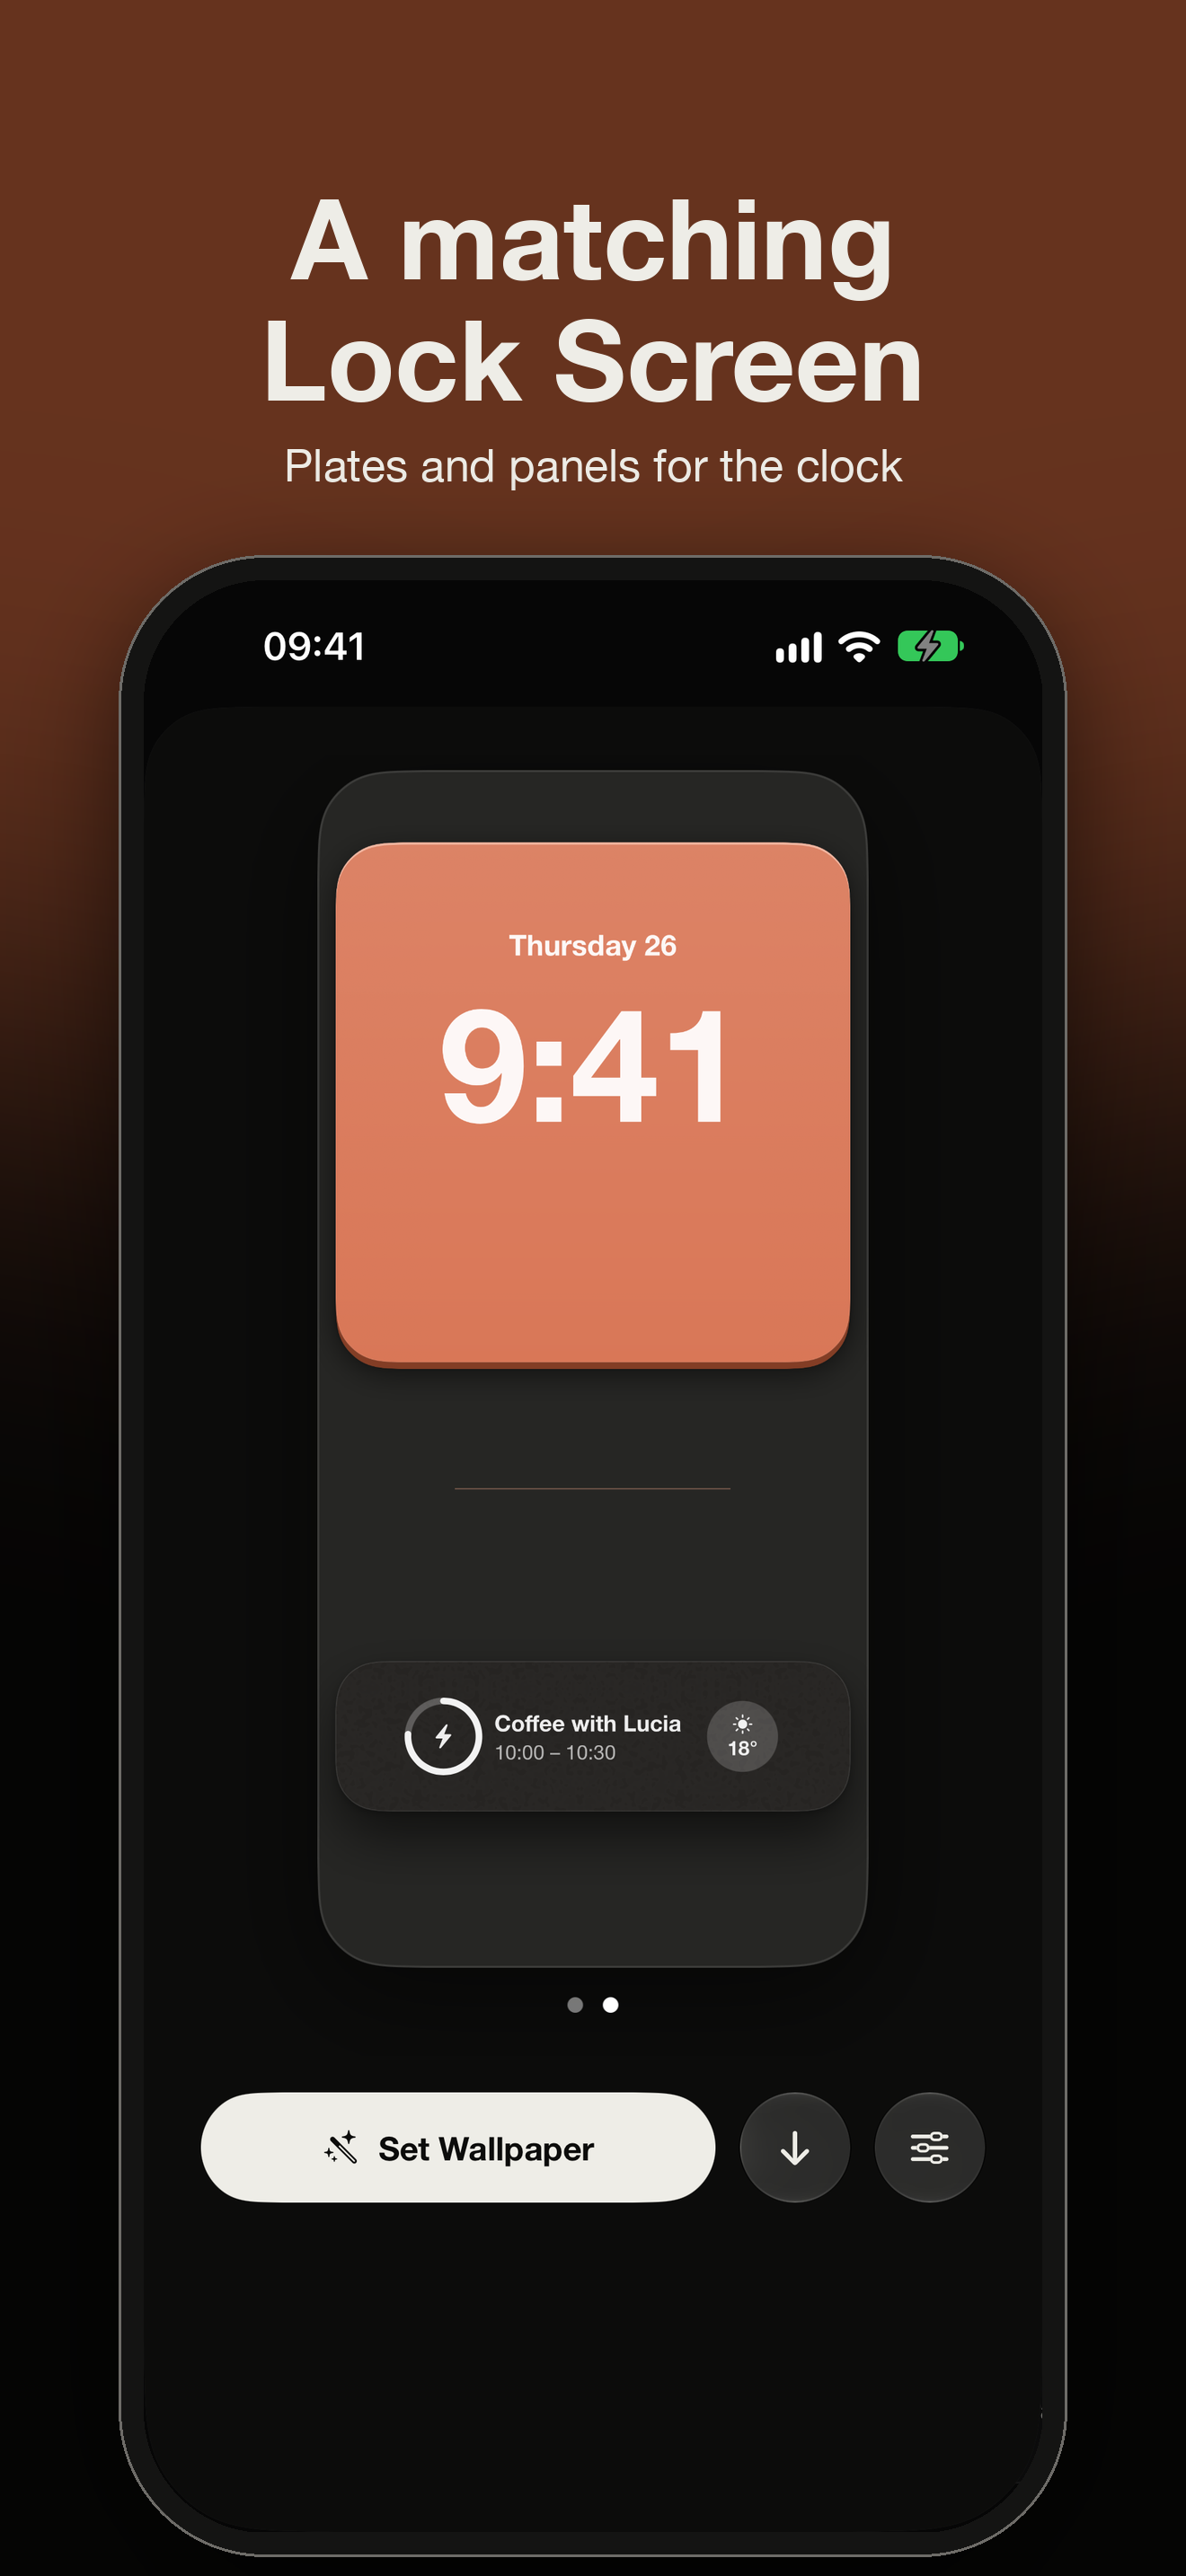 A matching
Lock Screen
Plates and panels for the clock
09:41
Thursday 26
9:41
Coffee with Lucia
10:00 – 10:30
18°
Set Wallpaper